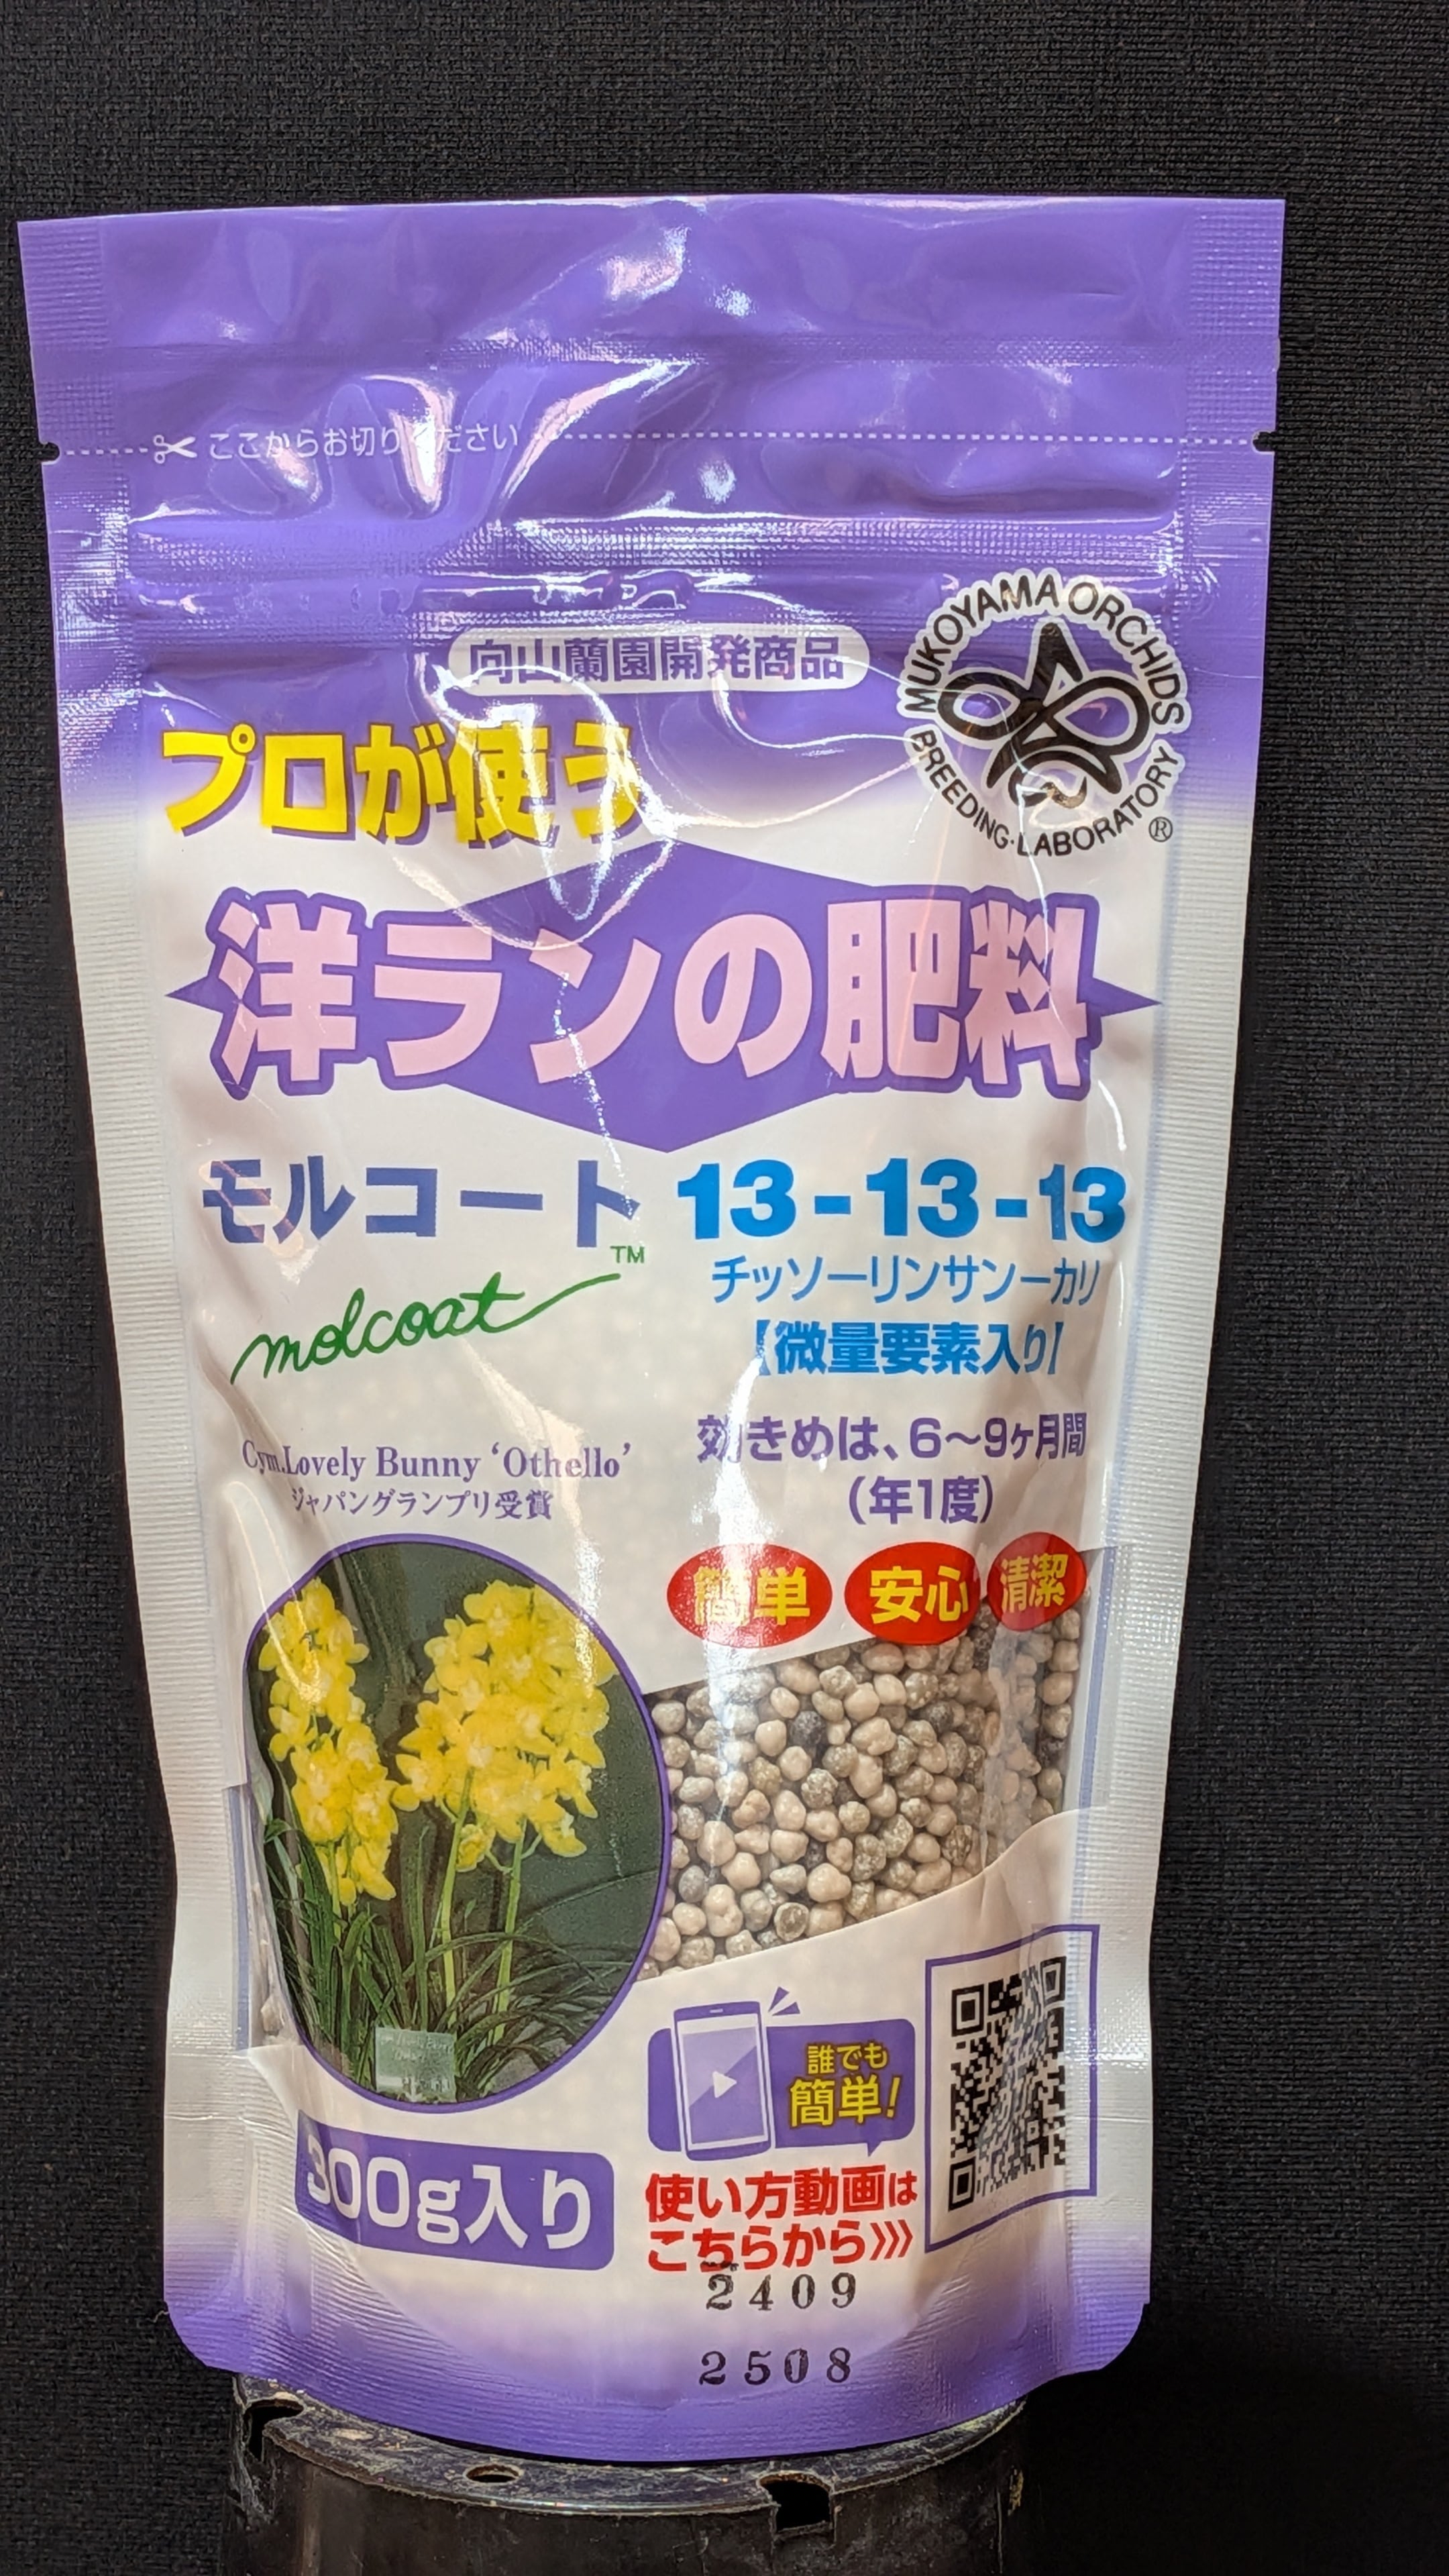 ここからお切りください
向山蘭園開発商品
MUKOYAMA ORCHIDS
BREEDING・LABORATORY
®
プロが使う
洋ランの肥料
モルコート
TM
molcoat
13-13-13
チッソーリンサンーカリ
【微量要素入り】
効きめは、6〜9ヶ月間
(年1度)
Cym.Lovely Bunny ‘Othello’
ジャパングランプリ受賞
簡単 安心 清潔
誰でも
簡単!
使い方動画は
こちらから》》
300g入り
2409
2508